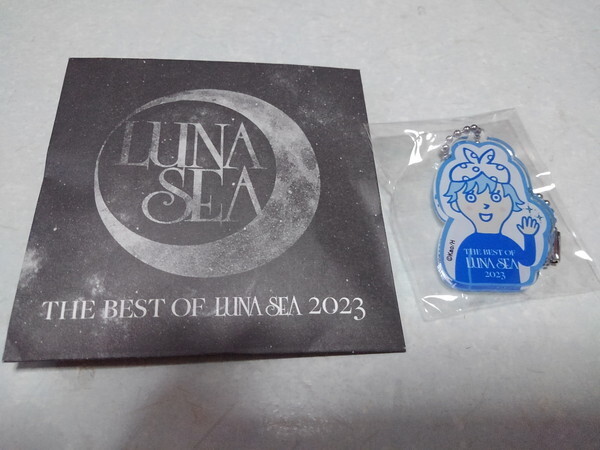 LUNA
SEA
THE BEST OF LUNA SEA 2023
THE BEST OF
LUNA SEA
2023